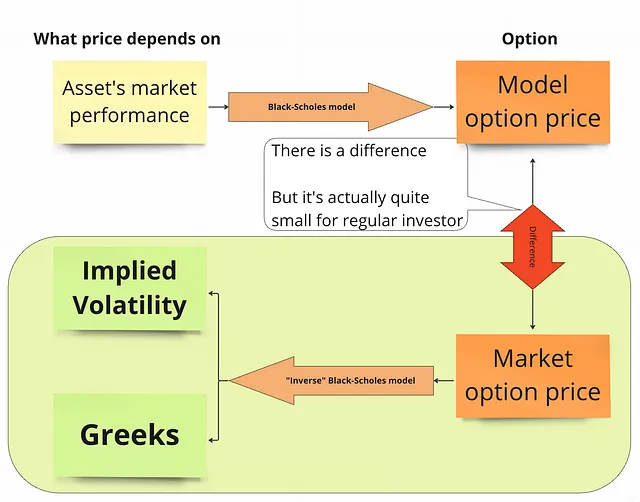 What price depends on
Option
Asset's market
performance
Black-Scholes model
Model
option price
There is a difference
But it's actually quite
small for regular investor
Difference
Implied
Volatility
"Inverse" Black-Scholes model
Market
option price
Greeks